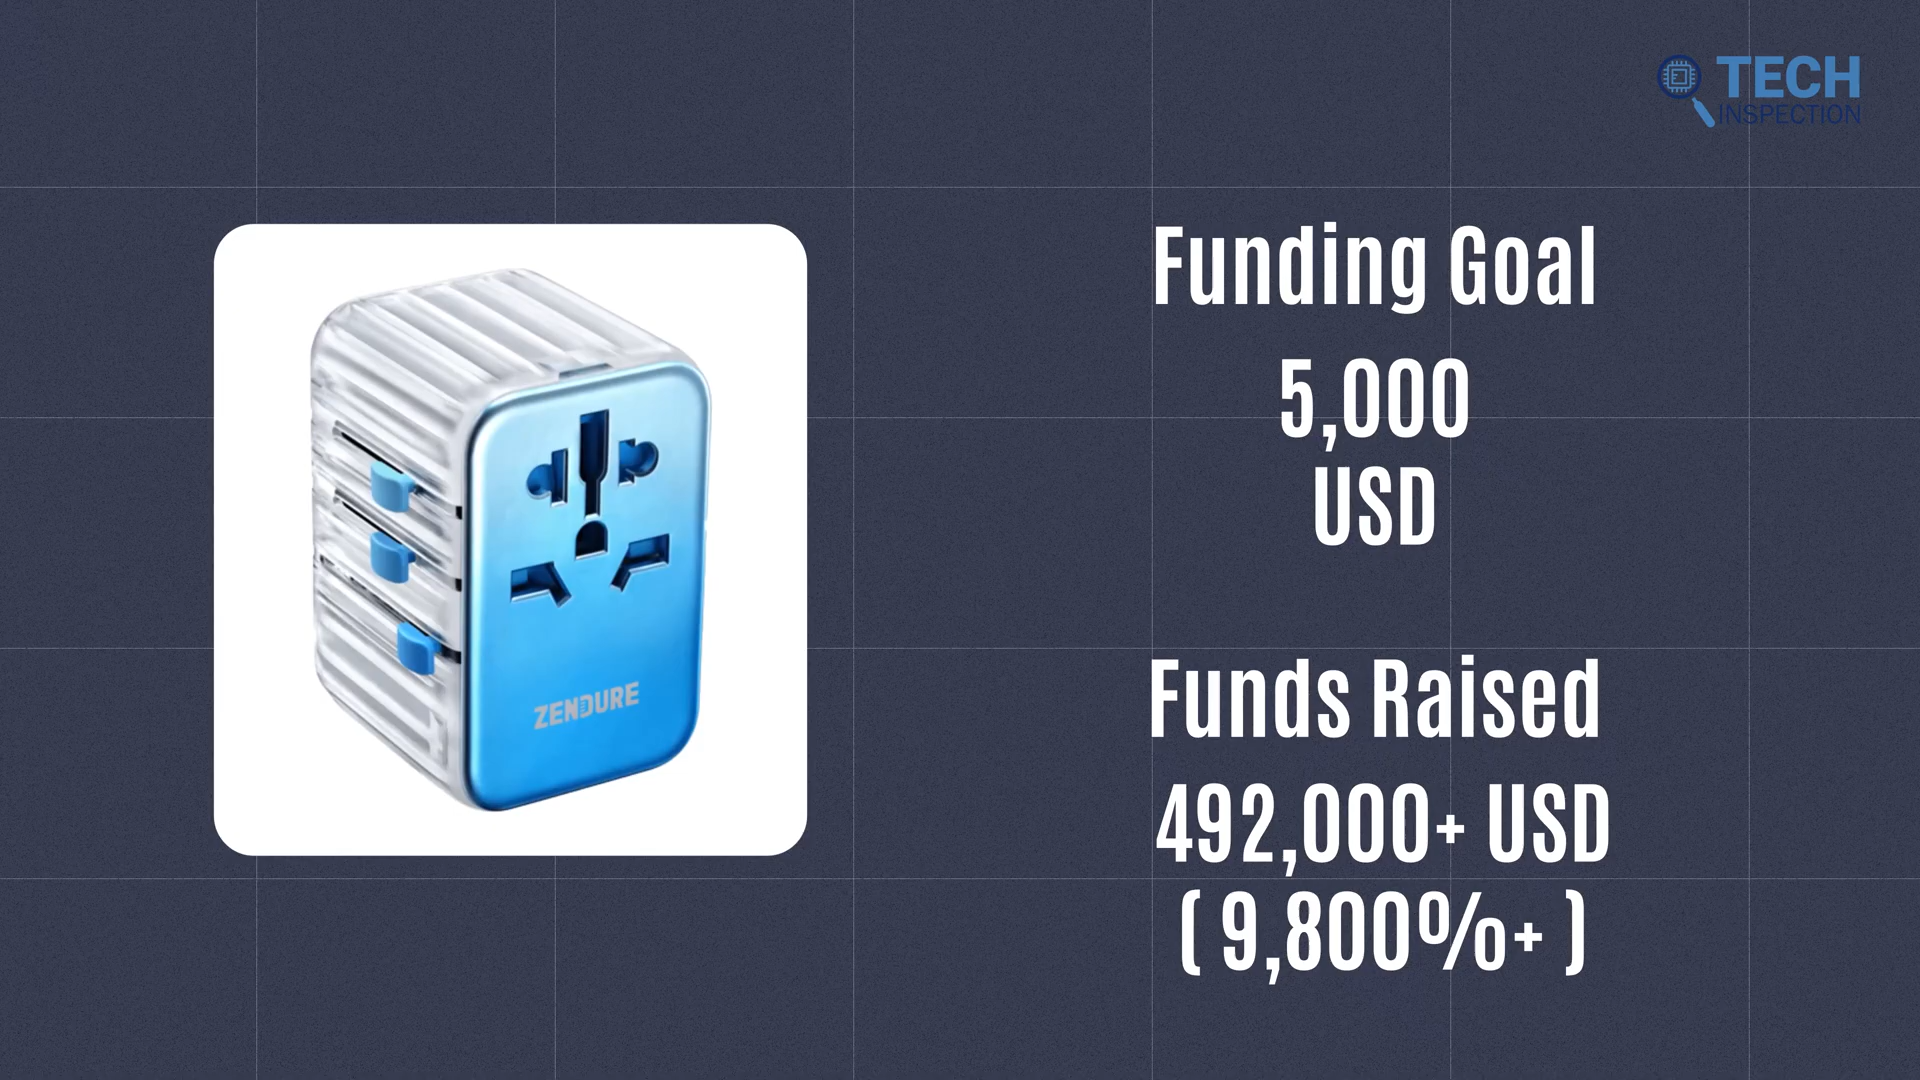 TECH
INSPECTION
Funding Goal
5,000
USD
Funds Raised
492,000+ USD
( 9,800%+ )
ZENDURE